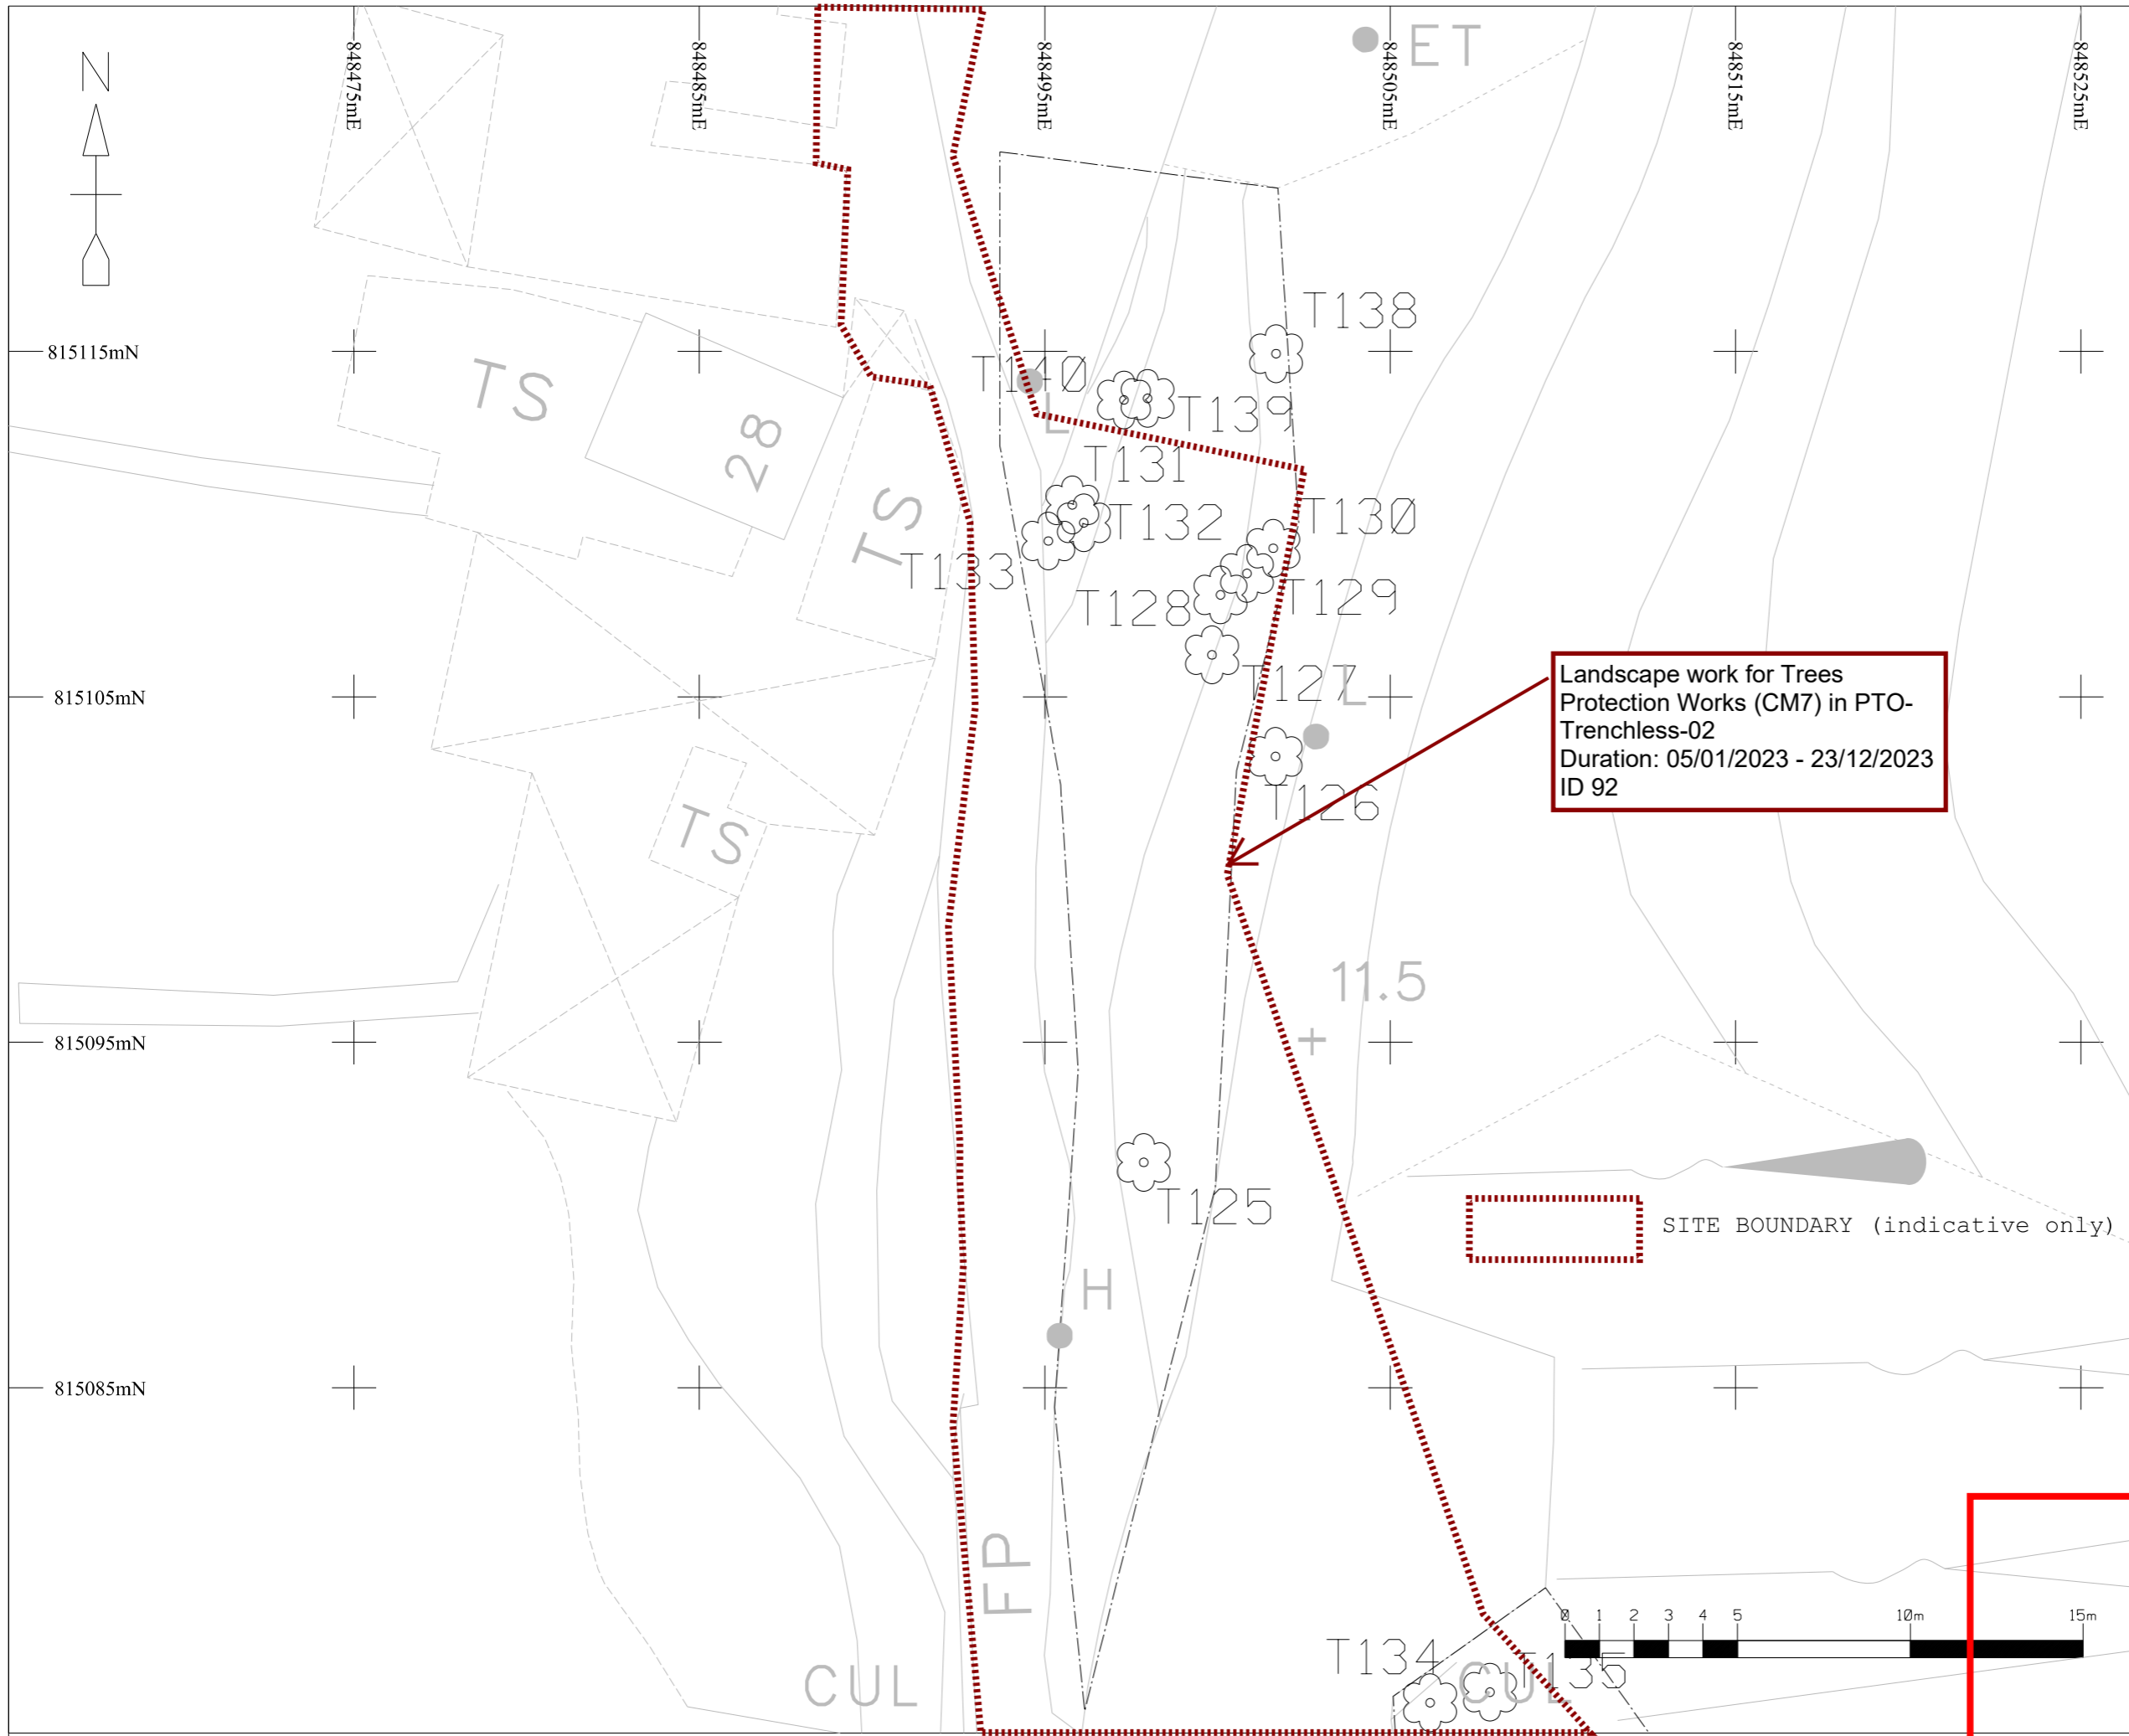 N
848475mE
848485mE
848495mE
848505mE
848515mE
848525mE
ET
T138
815115mN
TS
T140
L
T139
28
T131
TS
T132
T130
T133
T128
T129
T127
L
Landscape work for Trees
Protection Works (CM7) in PTO-
Trenchless-02
Duration: 05/01/2023 - 23/12/2023
ID 92
815105mN
T126
TS
11.5
815095mN
T125
SITE BOUNDARY (indicative only)
H
815085mN
FP
0 1 2 3 4 5 10m 15m
T134
T135
CUL
CUL